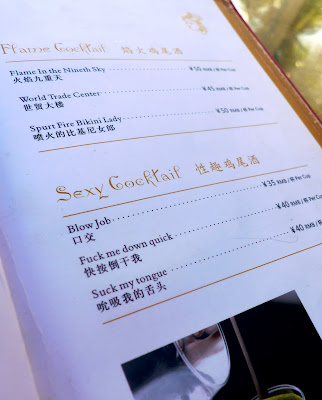 Flame Cocktail 焰火鸡尾酒
Flame In the Nineth Sky ¥50 RMB/杯 Per Cup
火焰九重天
World Trade Center ¥45 RMB/杯 Per Cup
世贸大楼
Spurt Fire Bikini Lady ¥50 RMB/杯 Per Cup
喷火的比基尼女郎
Sexy Cocktail 性趣鸡尾酒
Blow Job ¥35 RMB/杯 Per Cup
口交
Fuck me down quick ¥40 RMB/杯 Per Cup
快按倒干我
Suck my tongue ¥40 RMB/杯 Per Cup
吮吸我的舌头